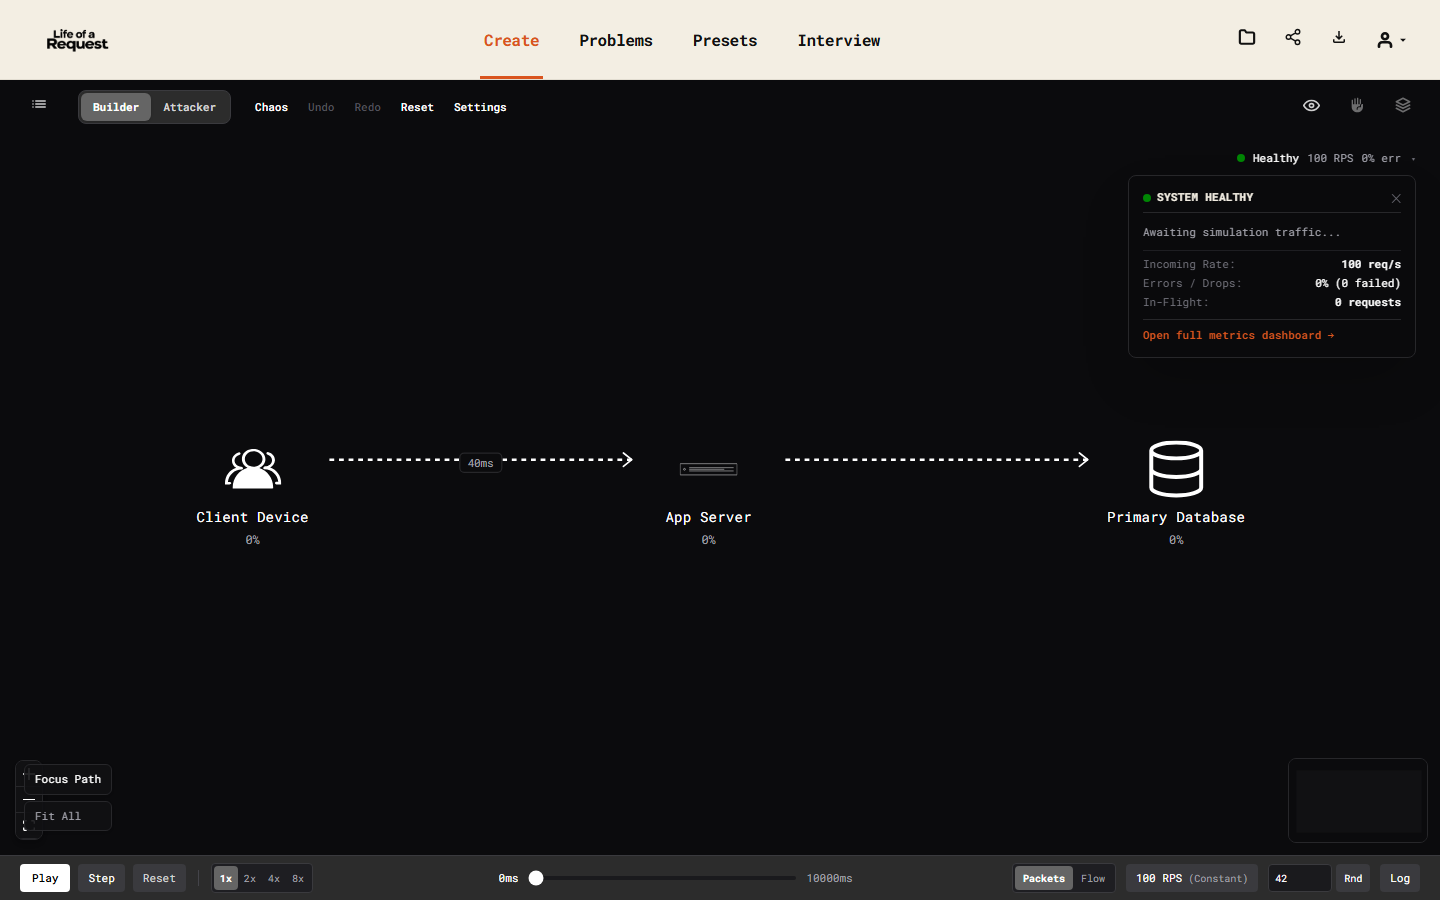 Life of a
Request
Create
Problems
Presets
Interview
Builder
Attacker
Chaos
Undo
Redo
Reset
Settings
Healthy 100 RPS 0% err
SYSTEM HEALTHY
Awaiting simulation traffic...
Incoming Rate: 100 req/s
Errors / Drops: 0% (0 failed)
In-Flight: 0 requests
Open full metrics dashboard →
40ms
Client Device
0%
App Server
0%
Primary Database
0%
Focus Path
Fit All
Play
Step
Reset
1x
2x
4x
8x
0ms
10000ms
Packets
Flow
100 RPS (Constant)
42
Rnd
Log